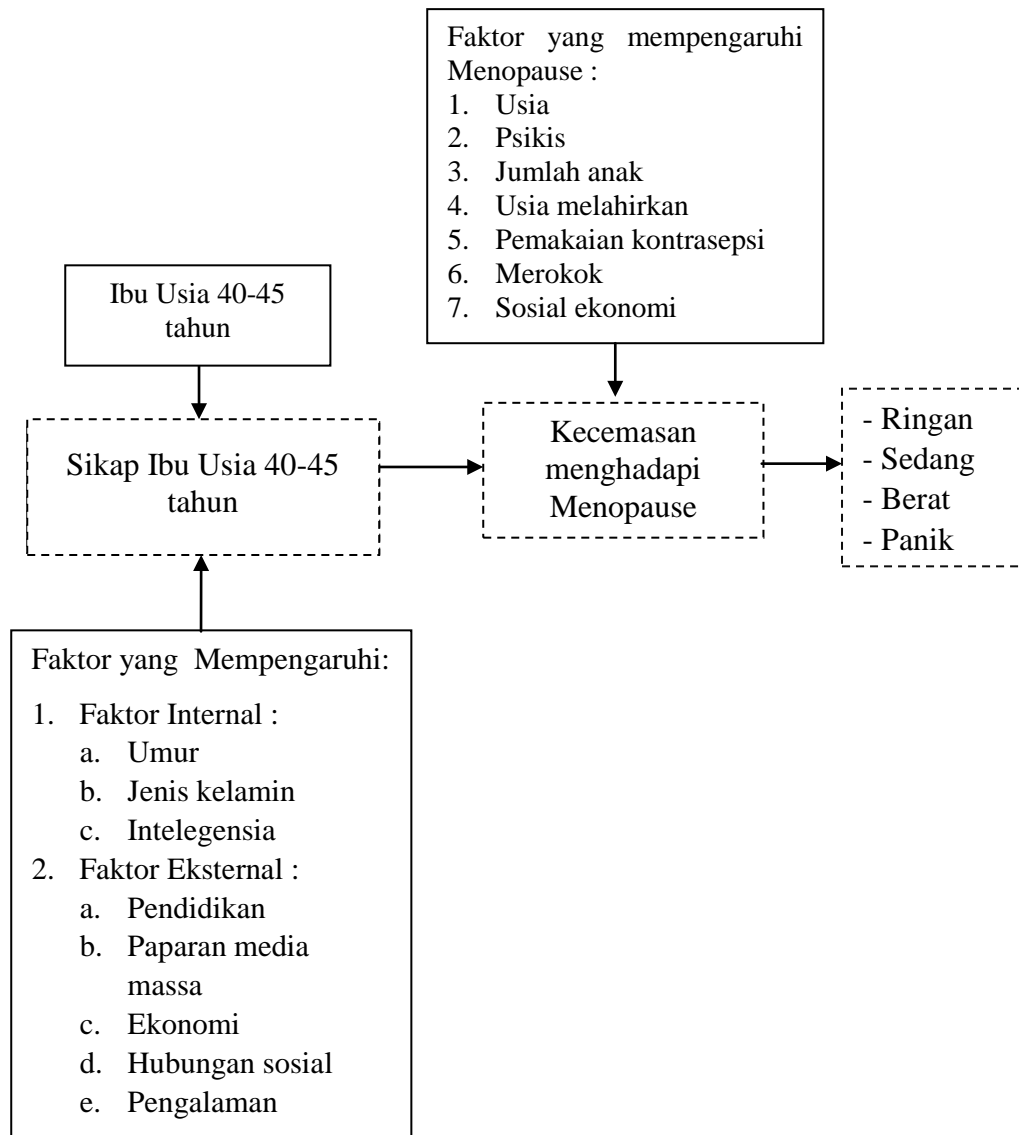 Faktor yang mempengaruhi
Menopause :
1. Usia
2. Psikis
3. Jumlah anak
4. Usia melahirkan
5. Pemakaian kontrasepsi
6. Merokok
7. Sosial ekonomi
Ibu Usia 40-45
tahun
Sikap Ibu Usia 40-45
tahun
Kecemasan
menghadapi
Menopause
- Ringan
- Sedang
- Berat
- Panik
Faktor yang Mempengaruhi:
1. Faktor Internal :
a. Umur
b. Jenis kelamin
c. Intelegensia
2. Faktor Eksternal :
a. Pendidikan
b. Paparan media
massa
c. Ekonomi
d. Hubungan sosial
e. Pengalaman